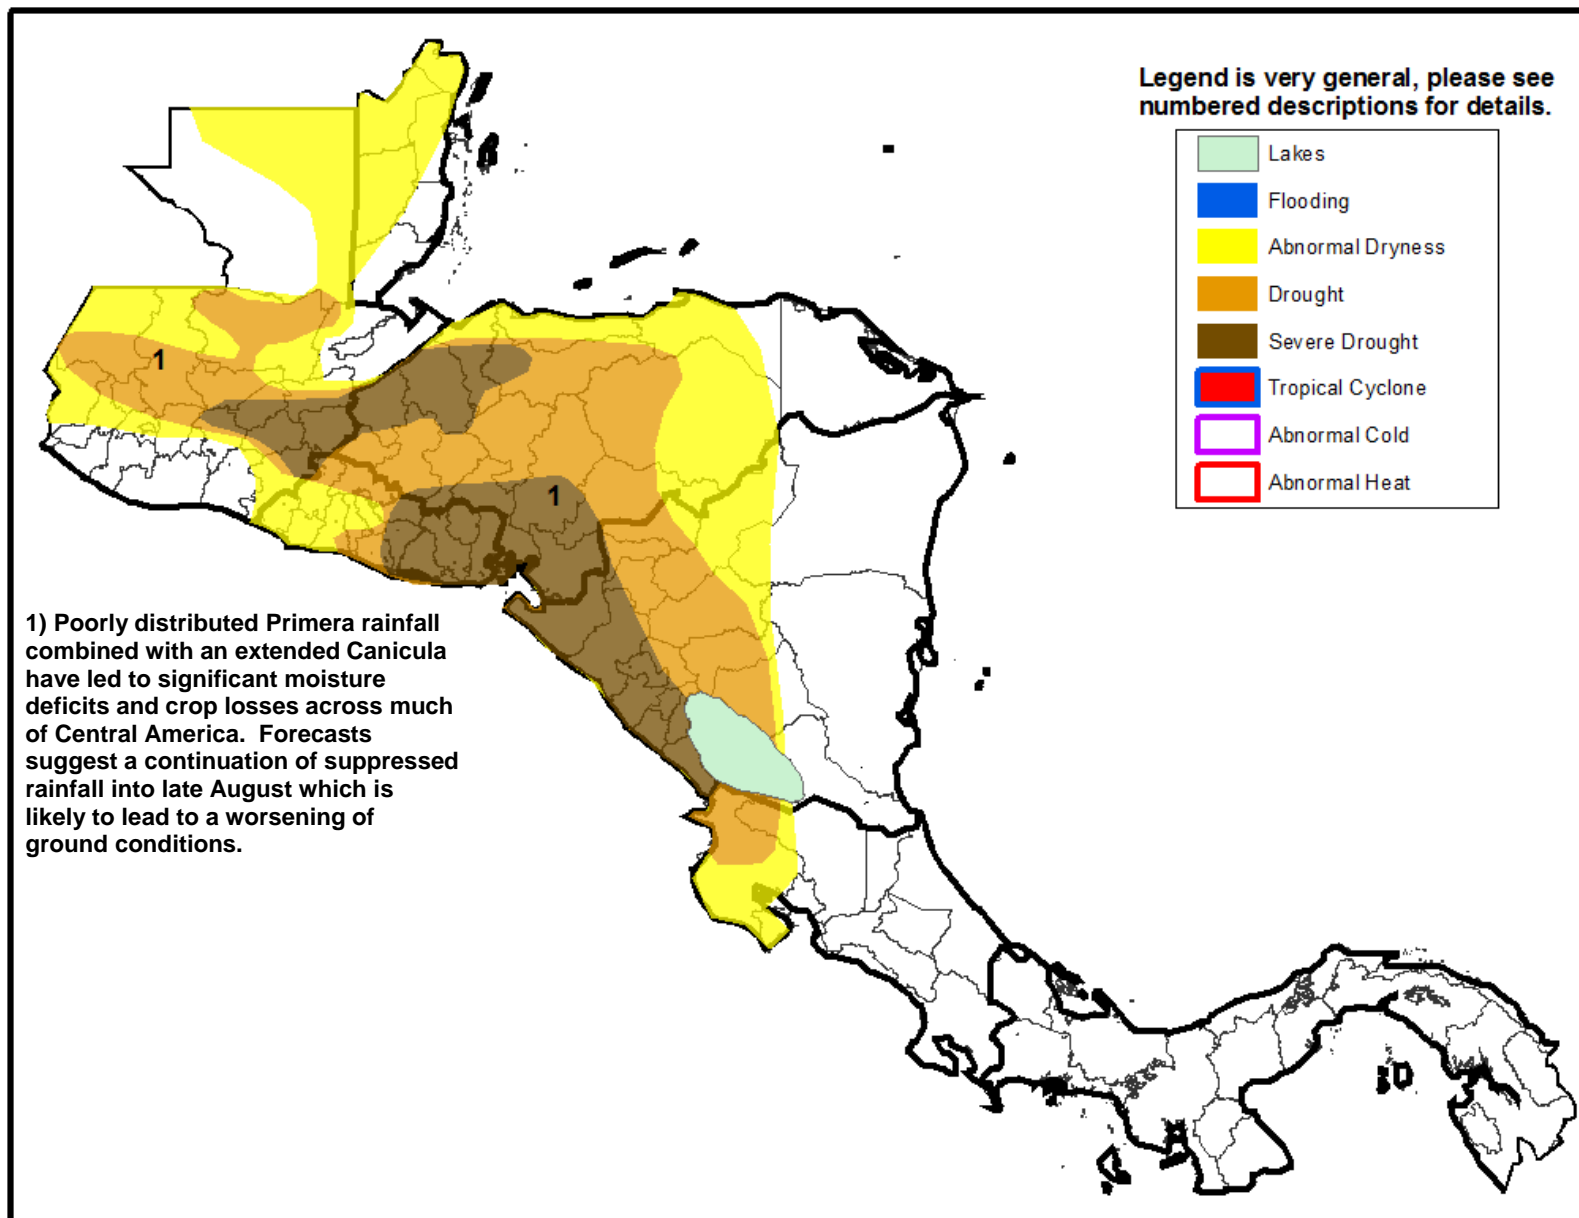 Legend is very general, please see
numbered descriptions for details.
Lakes
Flooding
Abnormal Dryness
Drought
Severe Drought
Tropical Cyclone
Abnormal Cold
Abnormal Heat
1
1
1) Poorly distributed Primera rainfall
combined with an extended Canicula
have led to significant moisture
deficits and crop losses across much
of Central America.  Forecasts
suggest a continuation of suppressed
rainfall into late August which is
likely to lead to a worsening of
ground conditions.